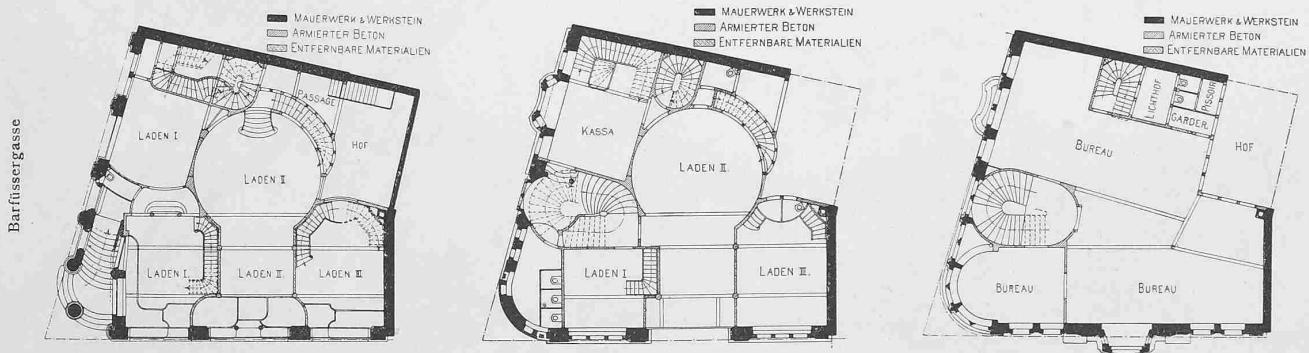 Barfüssergasse
MAUERWERK & WERKSTEIN
ARMIERTER BETON
ENTFERNBARE MATERIALIEN
PASSAGE
LADEN I
HOF
LADEN II
LADEN I.
LADEN II.
LADEN III
MAUERWERK & WERKSTEIN
ARMIERTER BETON
ENTFERNBARE MATERIALIEN
KASSA
LADEN II.
LADEN I
LADEN III.
MAUERWERK & WERKSTEIN
ARMIERTER BETON
ENTFERNBARE MATERIALIEN
LICHTHOF
PISSOIR
GARDER.
BUREAU
HOF
BUREAU
BUREAU